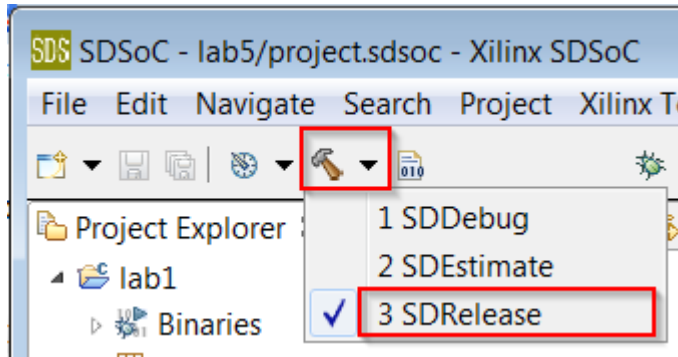 SDS SDSoC - lab5/project.sdsoc - Xilinx SDSoC
File Edit Navigate Search Project Xilinx
010
Project Explorer
1 SDDebug
lab1
2 SDEstimate
Binaries
3 SDRelease